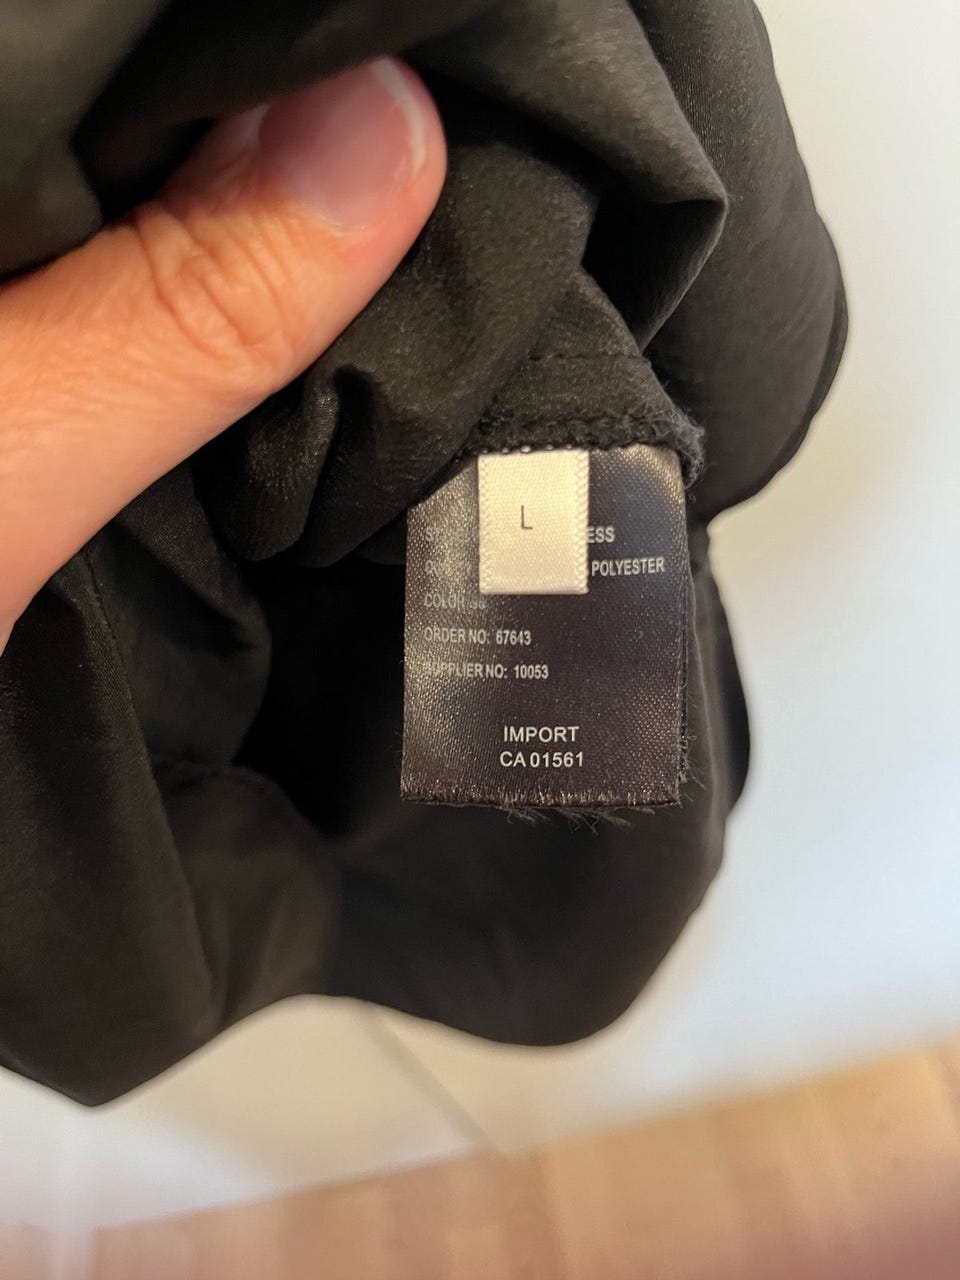 L
ESS
POLYESTER
COLOR
ORDER NO: 67643
SUPPLIER NO: 10053
IMPORT
CA 01561